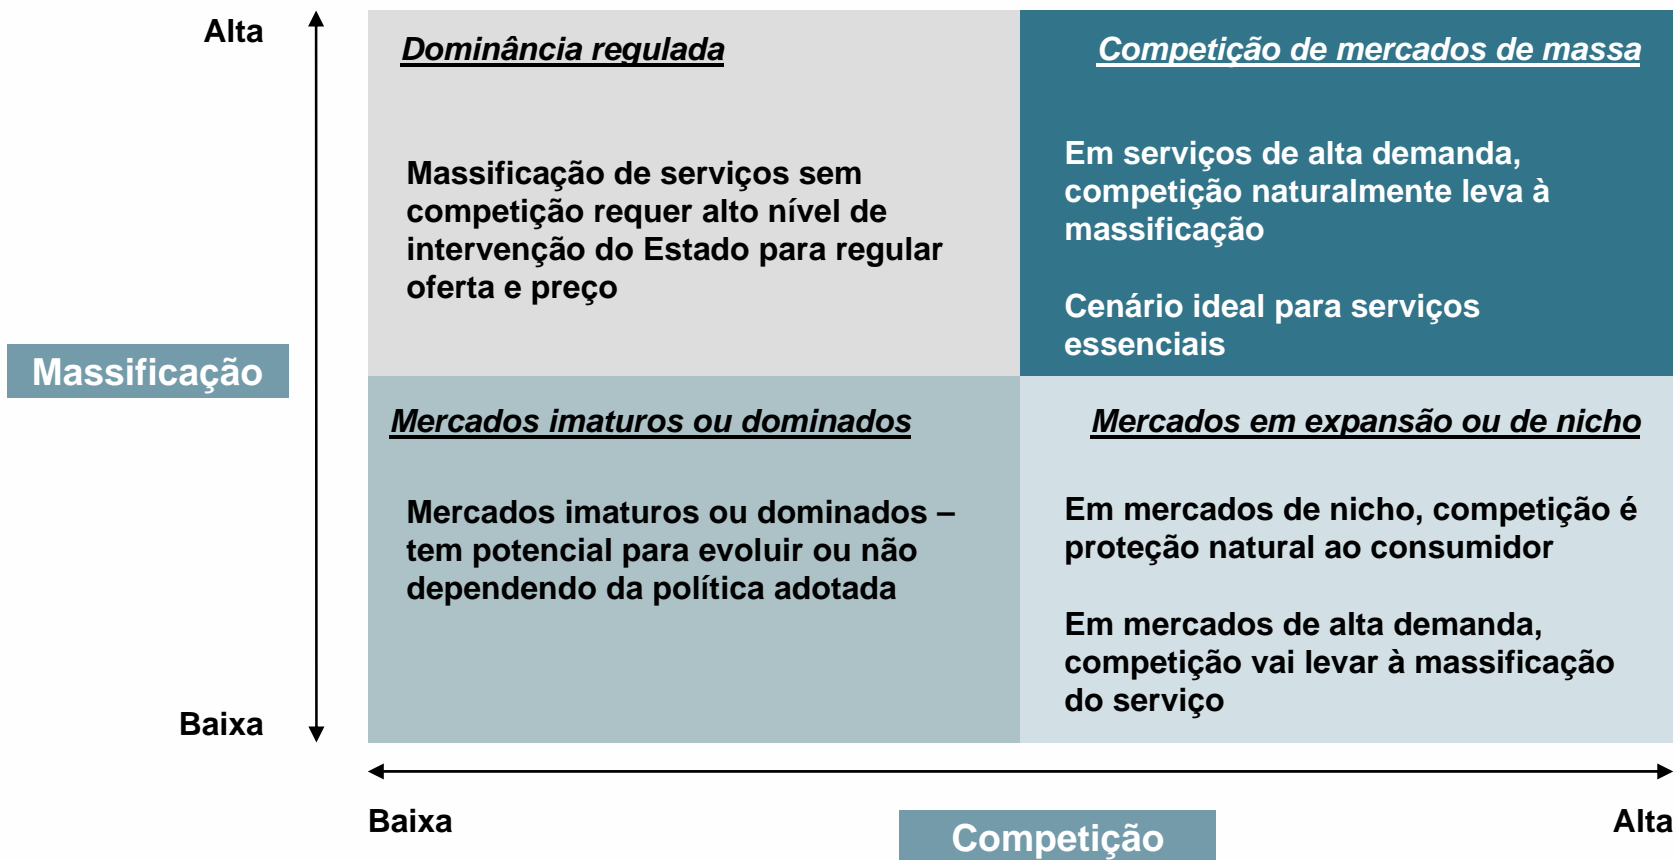 Alta
Dominância regulada
Massificação de serviços sem
competição requer alto nível de
intervenção do Estado para regular
oferta e preço
Competição de mercados de massa
Em serviços de alta demanda,
competição naturalmente leva à
massificação
Cenário ideal para serviços
essenciais
Massificação
Mercados imaturos ou dominados
Mercados imaturos ou dominados –
tem potencial para evoluir ou não
dependendo da política adotada
Mercados em expansão ou de nicho
Em mercados de nicho, competição é
proteção natural ao consumidor
Em mercados de alta demanda,
competição vai levar à massificação
do serviço
Baixa
Baixa
Competição
Alta